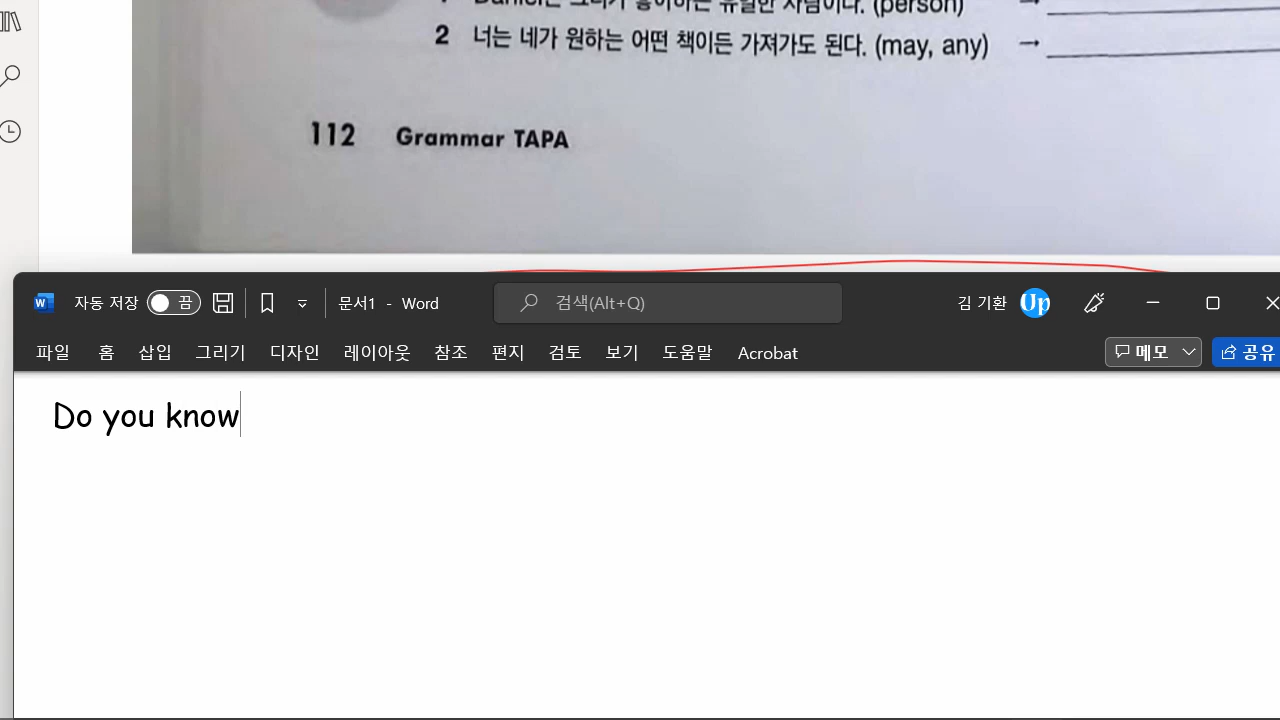 (person) →
2 너는 네가 원하는 어떤 책이든 가져가도 된다. (may, any) →
112 Grammar TAPA
자동 저장 끔 문서1 - Word 검색(Alt+Q) 김 기환 Up
파일 홈 삽입 그리기 디자인 레이아웃 참조 편지 검토 보기 도움말 Acrobat 메모 공유
Do you know